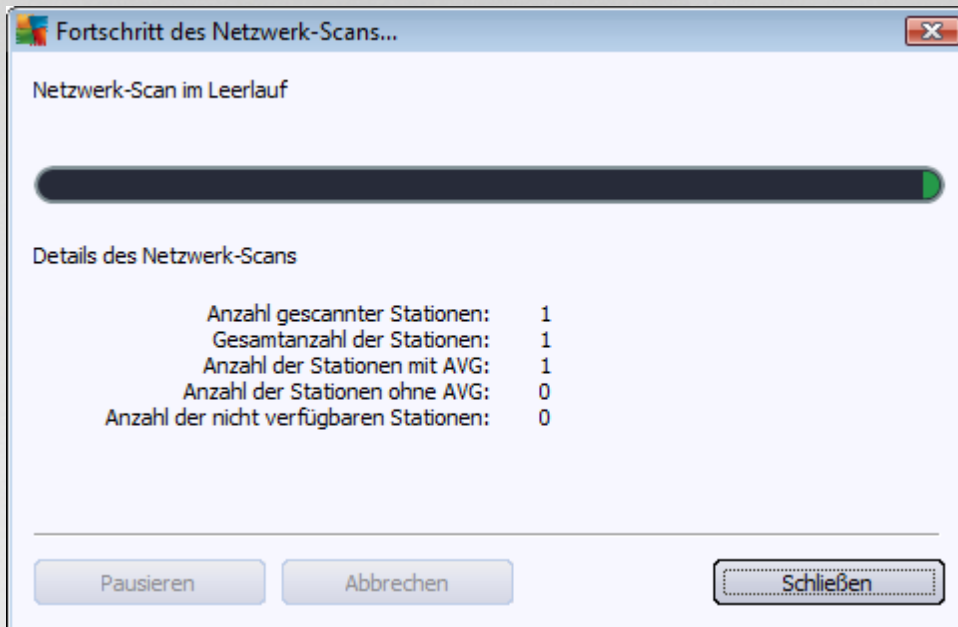 Fortschritt des Netzwerk-Scans...
Netzwerk-Scan im Leerlauf
Details des Netzwerk-Scans
Anzahl gescannter Stationen: 1
Gesamtanzahl der Stationen: 1
Anzahl der Stationen mit AVG: 1
Anzahl der Stationen ohne AVG: 0
Anzahl der nicht verfügbaren Stationen: 0
Pausieren Abbrechen Schließen